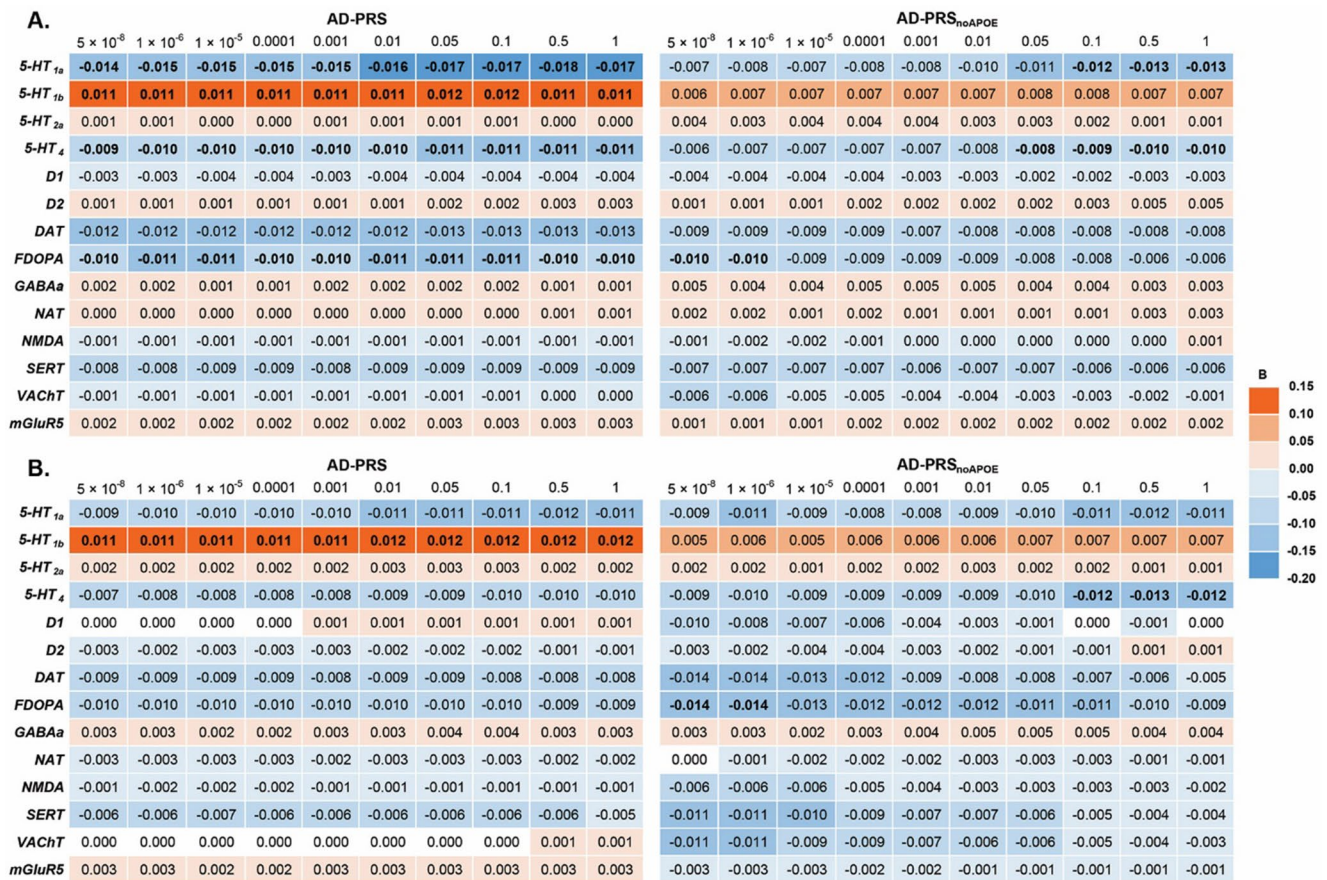 A.
AD-PRS AD-PRSnoAPOE
5 × 10-8 1 × 10-6 1 × 10-5 0.0001 0.001 0.01 0.05 0.1 0.5 1 5 × 10-8 1 × 10-6 1 × 10-5 0.0001 0.001 0.01 0.05 0.1 0.5 1
5-HT1a -0.014 -0.015 -0.015 -0.015 -0.015 -0.016 -0.017 -0.017 -0.018 -0.017 -0.007 -0.008 -0.007 -0.008 -0.008 -0.010 -0.011 -0.012 -0.013 -0.013
5-HT1b 0.011 0.011 0.011 0.011 0.011 0.011 0.012 0.012 0.011 0.011 0.006 0.007 0.007 0.007 0.007 0.007 0.008 0.008 0.007 0.007
5-HT2a 0.001 0.001 0.000 0.000 0.001 0.001 0.001 0.001 0.000 0.000 0.004 0.003 0.004 0.004 0.004 0.003 0.003 0.002 0.001 0.001
5-HT4 -0.009 -0.010 -0.010 -0.010 -0.010 -0.010 -0.011 -0.011 -0.011 -0.011 -0.006 -0.007 -0.007 -0.007 -0.007 -0.008 -0.008 -0.009 -0.010 -0.010
D1 -0.003 -0.003 -0.004 -0.004 -0.003 -0.004 -0.004 -0.004 -0.004 -0.004 -0.004 -0.004 -0.004 -0.003 -0.003 -0.003 -0.002 -0.002 -0.003 -0.003
D2 0.001 0.001 0.001 0.001 0.001 0.001 0.002 0.002 0.003 0.003 0.001 0.001 0.001 0.002 0.002 0.002 0.002 0.003 0.005 0.005
DAT -0.012 -0.012 -0.012 -0.012 -0.012 -0.012 -0.013 -0.013 -0.013 -0.013 -0.009 -0.009 -0.009 -0.009 -0.007 -0.008 -0.008 -0.008 -0.008 -0.008
FDOPA -0.010 -0.011 -0.011 -0.010 -0.010 -0.011 -0.011 -0.011 -0.010 -0.010 -0.010 -0.010 -0.009 -0.009 -0.009 -0.009 -0.008 -0.008 -0.006 -0.006
GABAa 0.002 0.002 0.001 0.001 0.002 0.002 0.002 0.002 0.001 0.001 0.005 0.004 0.004 0.005 0.005 0.005 0.004 0.004 0.003 0.003
NAT 0.000 0.000 0.000 0.000 0.000 0.000 0.000 0.000 0.001 0.001 0.002 0.002 0.001 0.002 0.001 0.001 0.001 0.001 0.003 0.003
NMDA -0.001 -0.001 -0.001 -0.001 -0.001 -0.001 -0.001 -0.001 -0.001 -0.001 -0.001 -0.002 -0.002 -0.001 0.000 0.000 0.000 0.000 0.000 0.001
SERT -0.008 -0.008 -0.009 -0.009 -0.008 -0.009 -0.009 -0.009 -0.009 -0.009 -0.007 -0.007 -0.007 -0.007 -0.006 -0.007 -0.007 -0.006 -0.006 -0.006
VAChT -0.001 -0.001 -0.001 -0.001 -0.001 -0.001 -0.001 -0.001 0.000 0.000 -0.006 -0.006 -0.005 -0.005 -0.004 -0.004 -0.003 -0.003 -0.002 -0.001
mGluR5 0.002 0.002 0.002 0.002 0.002 0.002 0.003 0.003 0.003 0.003 0.001 0.001 0.001 0.002 0.002 0.002 0.002 0.002 0.002 0.002
B
0.15
0.10
0.05
0.00
-0.05
-0.10
-0.15
-0.20
B.
AD-PRS AD-PRSnoAPOE
5 × 10-8 1 × 10-6 1 × 10-5 0.0001 0.001 0.01 0.05 0.1 0.5 1 5 × 10-8 1 × 10-6 1 × 10-5 0.0001 0.001 0.01 0.05 0.1 0.5 1
5-HT1a -0.009 -0.010 -0.010 -0.010 -0.010 -0.011 -0.011 -0.011 -0.012 -0.011 -0.009 -0.011 -0.009 -0.008 -0.008 -0.009 -0.010 -0.011 -0.012 -0.011
5-HT1b 0.011 0.011 0.011 0.011 0.011 0.012 0.012 0.012 0.012 0.012 0.005 0.006 0.005 0.006 0.006 0.006 0.007 0.007 0.007 0.007
5-HT2a 0.002 0.002 0.002 0.002 0.002 0.003 0.003 0.003 0.002 0.002 0.002 0.002 0.001 0.002 0.002 0.003 0.002 0.002 0.001 0.001
5-HT4 -0.007 -0.008 -0.008 -0.008 -0.008 -0.009 -0.009 -0.010 -0.010 -0.010 -0.009 -0.010 -0.009 -0.009 -0.009 -0.009 -0.010 -0.012 -0.013 -0.012
D1 0.000 0.000 0.000 0.000 0.001 0.001 0.001 0.001 0.001 0.001 -0.010 -0.008 -0.007 -0.006 -0.004 -0.003 -0.001 0.000 -0.001 0.000
D2 -0.003 -0.002 -0.003 -0.003 -0.003 -0.002 -0.002 -0.002 -0.001 -0.001 -0.003 -0.002 -0.004 -0.004 -0.003 -0.002 -0.001 -0.001 0.001 0.001
DAT -0.009 -0.009 -0.009 -0.009 -0.008 -0.009 -0.009 -0.008 -0.008 -0.008 -0.014 -0.014 -0.013 -0.012 -0.009 -0.008 -0.008 -0.007 -0.006 -0.005
FDOPA -0.010 -0.010 -0.010 -0.010 -0.010 -0.010 -0.010 -0.010 -0.009 -0.009 -0.014 -0.014 -0.013 -0.012 -0.012 -0.012 -0.011 -0.011 -0.010 -0.009
GABAa 0.003 0.003 0.002 0.002 0.003 0.003 0.004 0.004 0.003 0.003 0.003 0.003 0.002 0.003 0.004 0.005 0.005 0.005 0.004 0.004
NAT -0.003 -0.003 -0.003 -0.003 -0.002 -0.003 -0.003 -0.003 -0.002 -0.002 0.000 -0.001 -0.002 -0.002 -0.002 -0.003 -0.003 -0.003 -0.001 -0.001
NMDA -0.001 -0.002 -0.002 -0.002 -0.001 -0.001 -0.001 -0.001 -0.001 -0.001 -0.006 -0.006 -0.006 -0.005 -0.004 -0.003 -0.003 -0.003 -0.002 -0.001
SERT -0.006 -0.006 -0.007 -0.006 -0.006 -0.006 -0.006 -0.006 -0.006 -0.005 -0.011 -0.011 -0.010 -0.009 -0.007 -0.006 -0.006 -0.005 -0.004 -0.004
VAChT 0.000 0.000 0.000 0.000 0.000 0.000 0.000 0.000 0.001 0.001 -0.011 -0.011 -0.009 -0.009 -0.007 -0.006 -0.006 -0.005 -0.004 -0.003
mGluR5 0.003 0.003 0.002 0.002 0.003 0.003 0.003 0.003 0.003 0.003 -0.003 -0.003 -0.003 -0.002 -0.002 -0.001 -0.001 -0.001 -0.001 -0.001